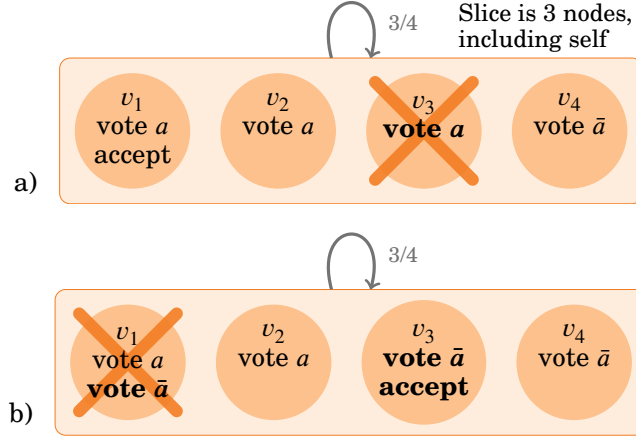 3/4
Slice is 3 nodes,
including self
v₁
vote a
accept
v₂
vote a
v₃
vote a
v₄
vote ā
a)
3/4
v₁
vote a
vote ā
v₂
vote a
v₃
vote ā
accept
v₄
vote ā
b)